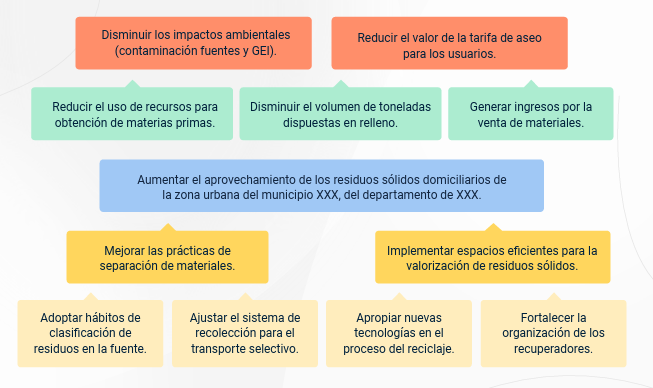 Disminuir los impactos ambientales
(contaminación fuentes y GEI).
Reducir el valor de la tarifa de aseo
para los usuarios.
Reducir el uso de recursos para
obtención de materias primas.
Disminuir el volumen de toneladas
dispuestas en relleno.
Generar ingresos por la
venta de materiales.
Aumentar el aprovechamiento de los residuos sólidos domiciliarios de
la zona urbana del municipio XXX, del departamento de XXX.
Mejorar las prácticas de
separación de materiales.
Implementar espacios eficientes para la
valorización de residuos sólidos.
Adoptar hábitos de
clasificación de
residuos en la fuente.
Ajustar el sistema de
recolección para el
transporte selectivo.
Apropiar nuevas
tecnologías en el
proceso del reciclaje.
Fortalecer la
organización de los
recuperadores.